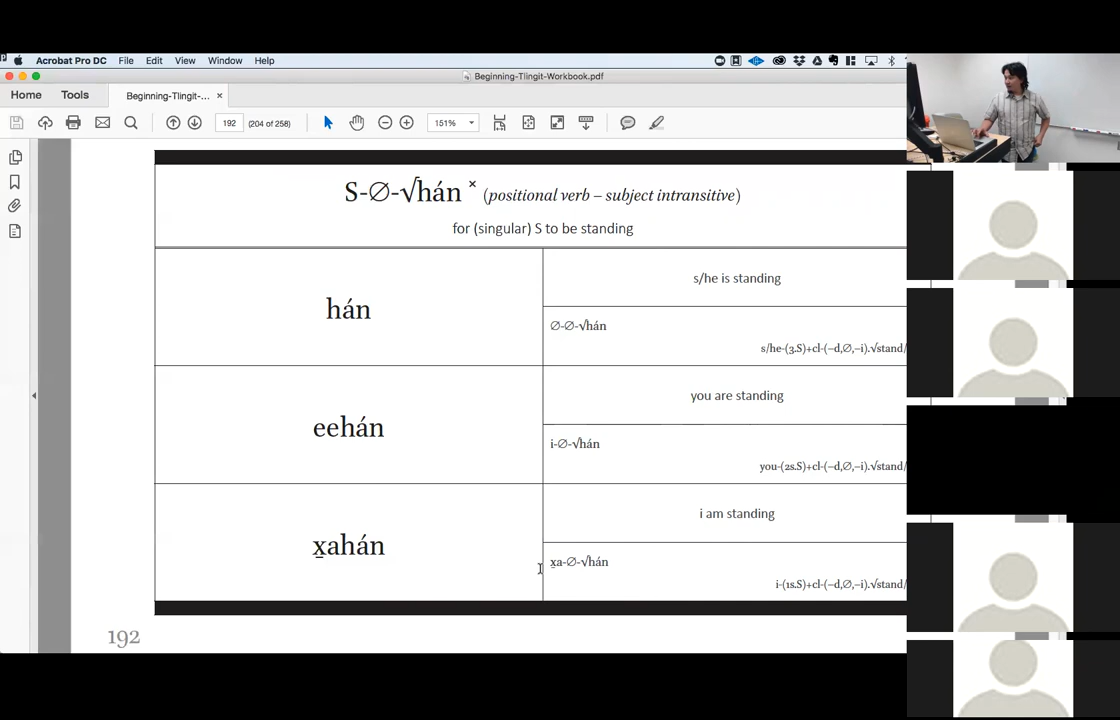 Acrobat Pro DC File Edit View Window Help
Beginning-Tlingit-Workbook.pdf
Home Tools Beginning-Tlingit-... ×
192 (204 of 258) 151%
S-∅-√hán ˣ (positional verb – subject intransitive)
for (singular) S to be standing
hán
s/he is standing
∅-∅-√hán
s/he-(3.S)+cl-(–d,∅,–i).√stand/
eehán
you are standing
i-∅-√hán
you-(2s.S)+cl-(–d,∅,–i).√stand/
x̱ahán
i am standing
x̱a-∅-√hán
i-(1s.S)+cl-(–d,∅,–i).√stand/
192